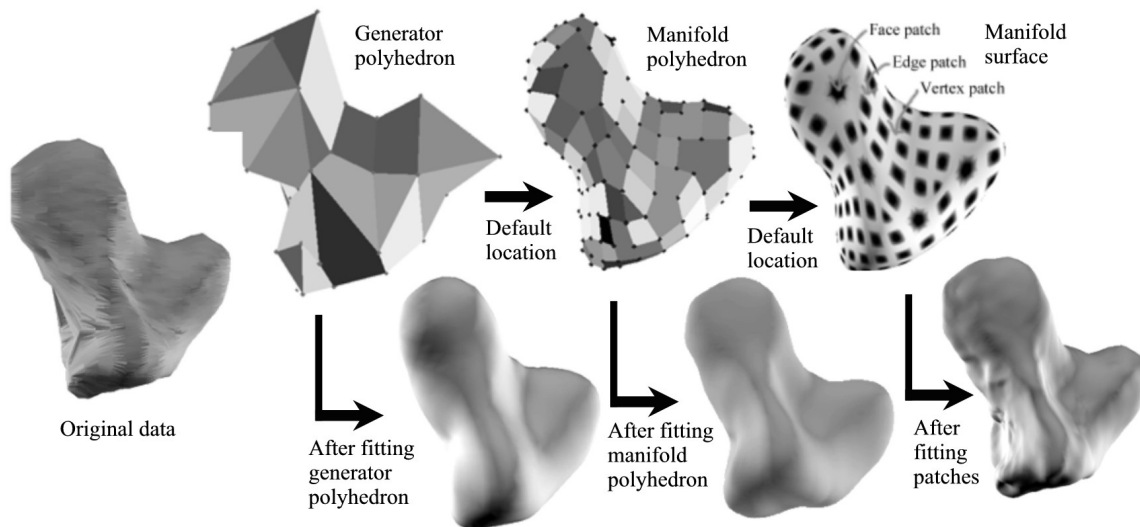 Generator
polyhedron
Manifold
polyhedron
Face patch
Manifold
surface
Edge patch
Vertex patch
Default
location
Default
location
Original data
After fitting
generator
polyhedron
After fitting
manifold
polyhedron
After
fitting
patches